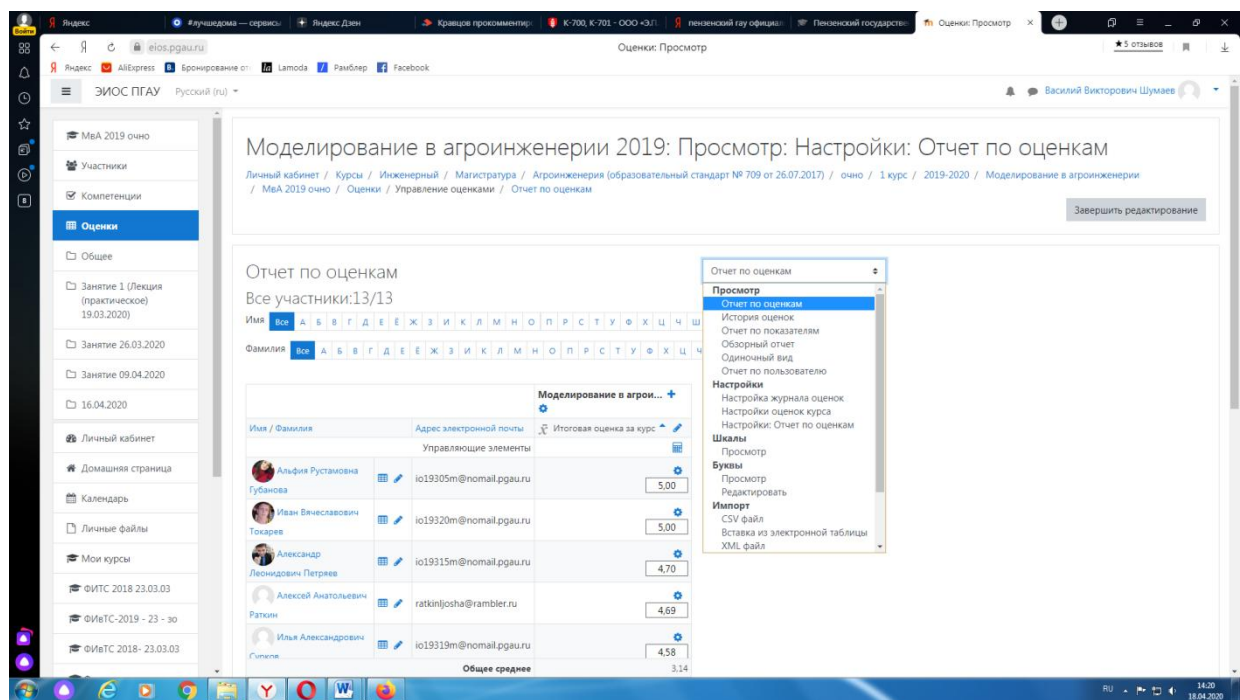 Яндекс #лучшедома — сервисы Яндекс Дзен Кравцов прокомментир К-700, К-701 - ООО «Э.Л. пензенский гау официал Пензенский государстве Оценки: Просмотр
Войти
eios.pgau.ru Оценки: Просмотр ★5 отзывов
Яндекс AliExpress Бронирование от Lamoda Рамблер Facebook
ЭИОС ПГАУ Русский (ru) Василий Викторович Шумаев
МвА 2019 очно
Участники
Компетенции
Оценки
Общее
Занятие 1 (Лекция
(практическое)
19.03.2020)
Занятие 26.03.2020
Занятие 09.04.2020
16.04.2020
Личный кабинет
Домашняя страница
Календарь
Личные файлы
Мои курсы
ФИТС 2018 23.03.03
ФИвТС-2019 - 23 - зо
ФИвТС 2018- 23.03.03
Моделирование в агроинженерии 2019: Просмотр: Настройки: Отчет по оценкам
Личный кабинет / Курсы / Инженерный / Магистратура / Агроинженерия (образовательный стандарт № 709 от 26.07.2017) / очно / 1 курс / 2019-2020 / Моделирование в агроинженерии
/ МвА 2019 очно / Оценки / Управление оценками / Отчет по оценкам
Завершить редактирование
Отчет по оценкам
Все участники:13/13
Имя Все А Б В Г Д Е Ё Ж З И К Л М Н О П Р С Т У Ф Х Ц Ч Ш
Фамилия Все А Б В Г Д Е Ё Ж З И К Л М Н О П Р С Т У Ф Х Ц Ч
Моделирование в агрои...
Имя / Фамилия Адрес электронной почты Итоговая оценка за курс
Управляющие элементы
Альфия Рустамовна
Губанова io19305m@nomail.pgau.ru 5,00
Иван Вячеславович
Токарев io19320m@nomail.pgau.ru 5,00
Александр
Леонидович Петряев io19315m@nomail.pgau.ru 4,70
Алексей Анатольевич
Раткин ratkinljosha@rambler.ru 4,69
Илья Александрович
Сурков io19319m@nomail.pgau.ru 4,58
Общее среднее 3,14
Отчет по оценкам
Просмотр
Отчет по оценкам
История оценок
Отчет по показателям
Обзорный отчет
Одиночный вид
Отчет по пользователю
Настройки
Настройка журнала оценок
Настройки оценок курса
Настройки: Отчет по оценкам
Шкалы
Просмотр
Буквы
Просмотр
Редактировать
Импорт
CSV файл
Вставка из электронной таблицы
XML файл
RU 14:20
18.04.2020